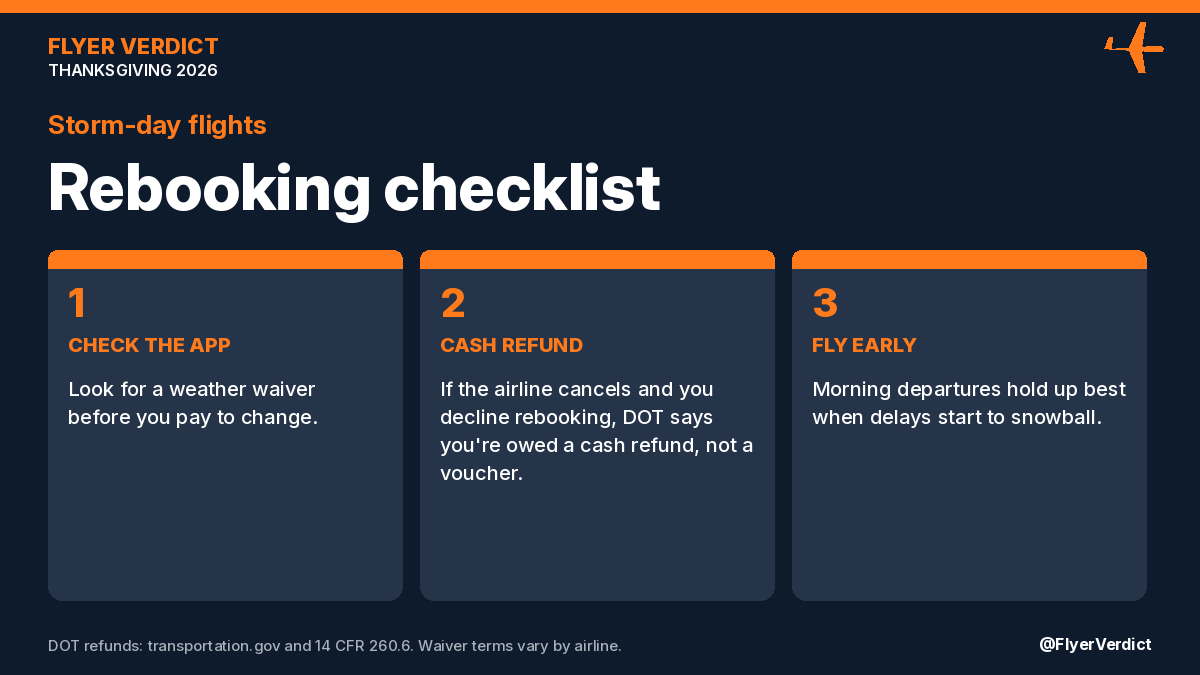 FLYER VERDICT
THANKSGIVING 2026
Storm-day flights
Rebooking checklist
1
CHECK THE APP
Look for a weather waiver
before you pay to change.
2
CASH REFUND
If the airline cancels and you
decline rebooking, DOT says
you're owed a cash refund, not a
voucher.
3
FLY EARLY
Morning departures hold up best
when delays start to snowball.
DOT refunds: transportation.gov and 14 CFR 260.6. Waiver terms vary by airline.
@FlyerVerdict